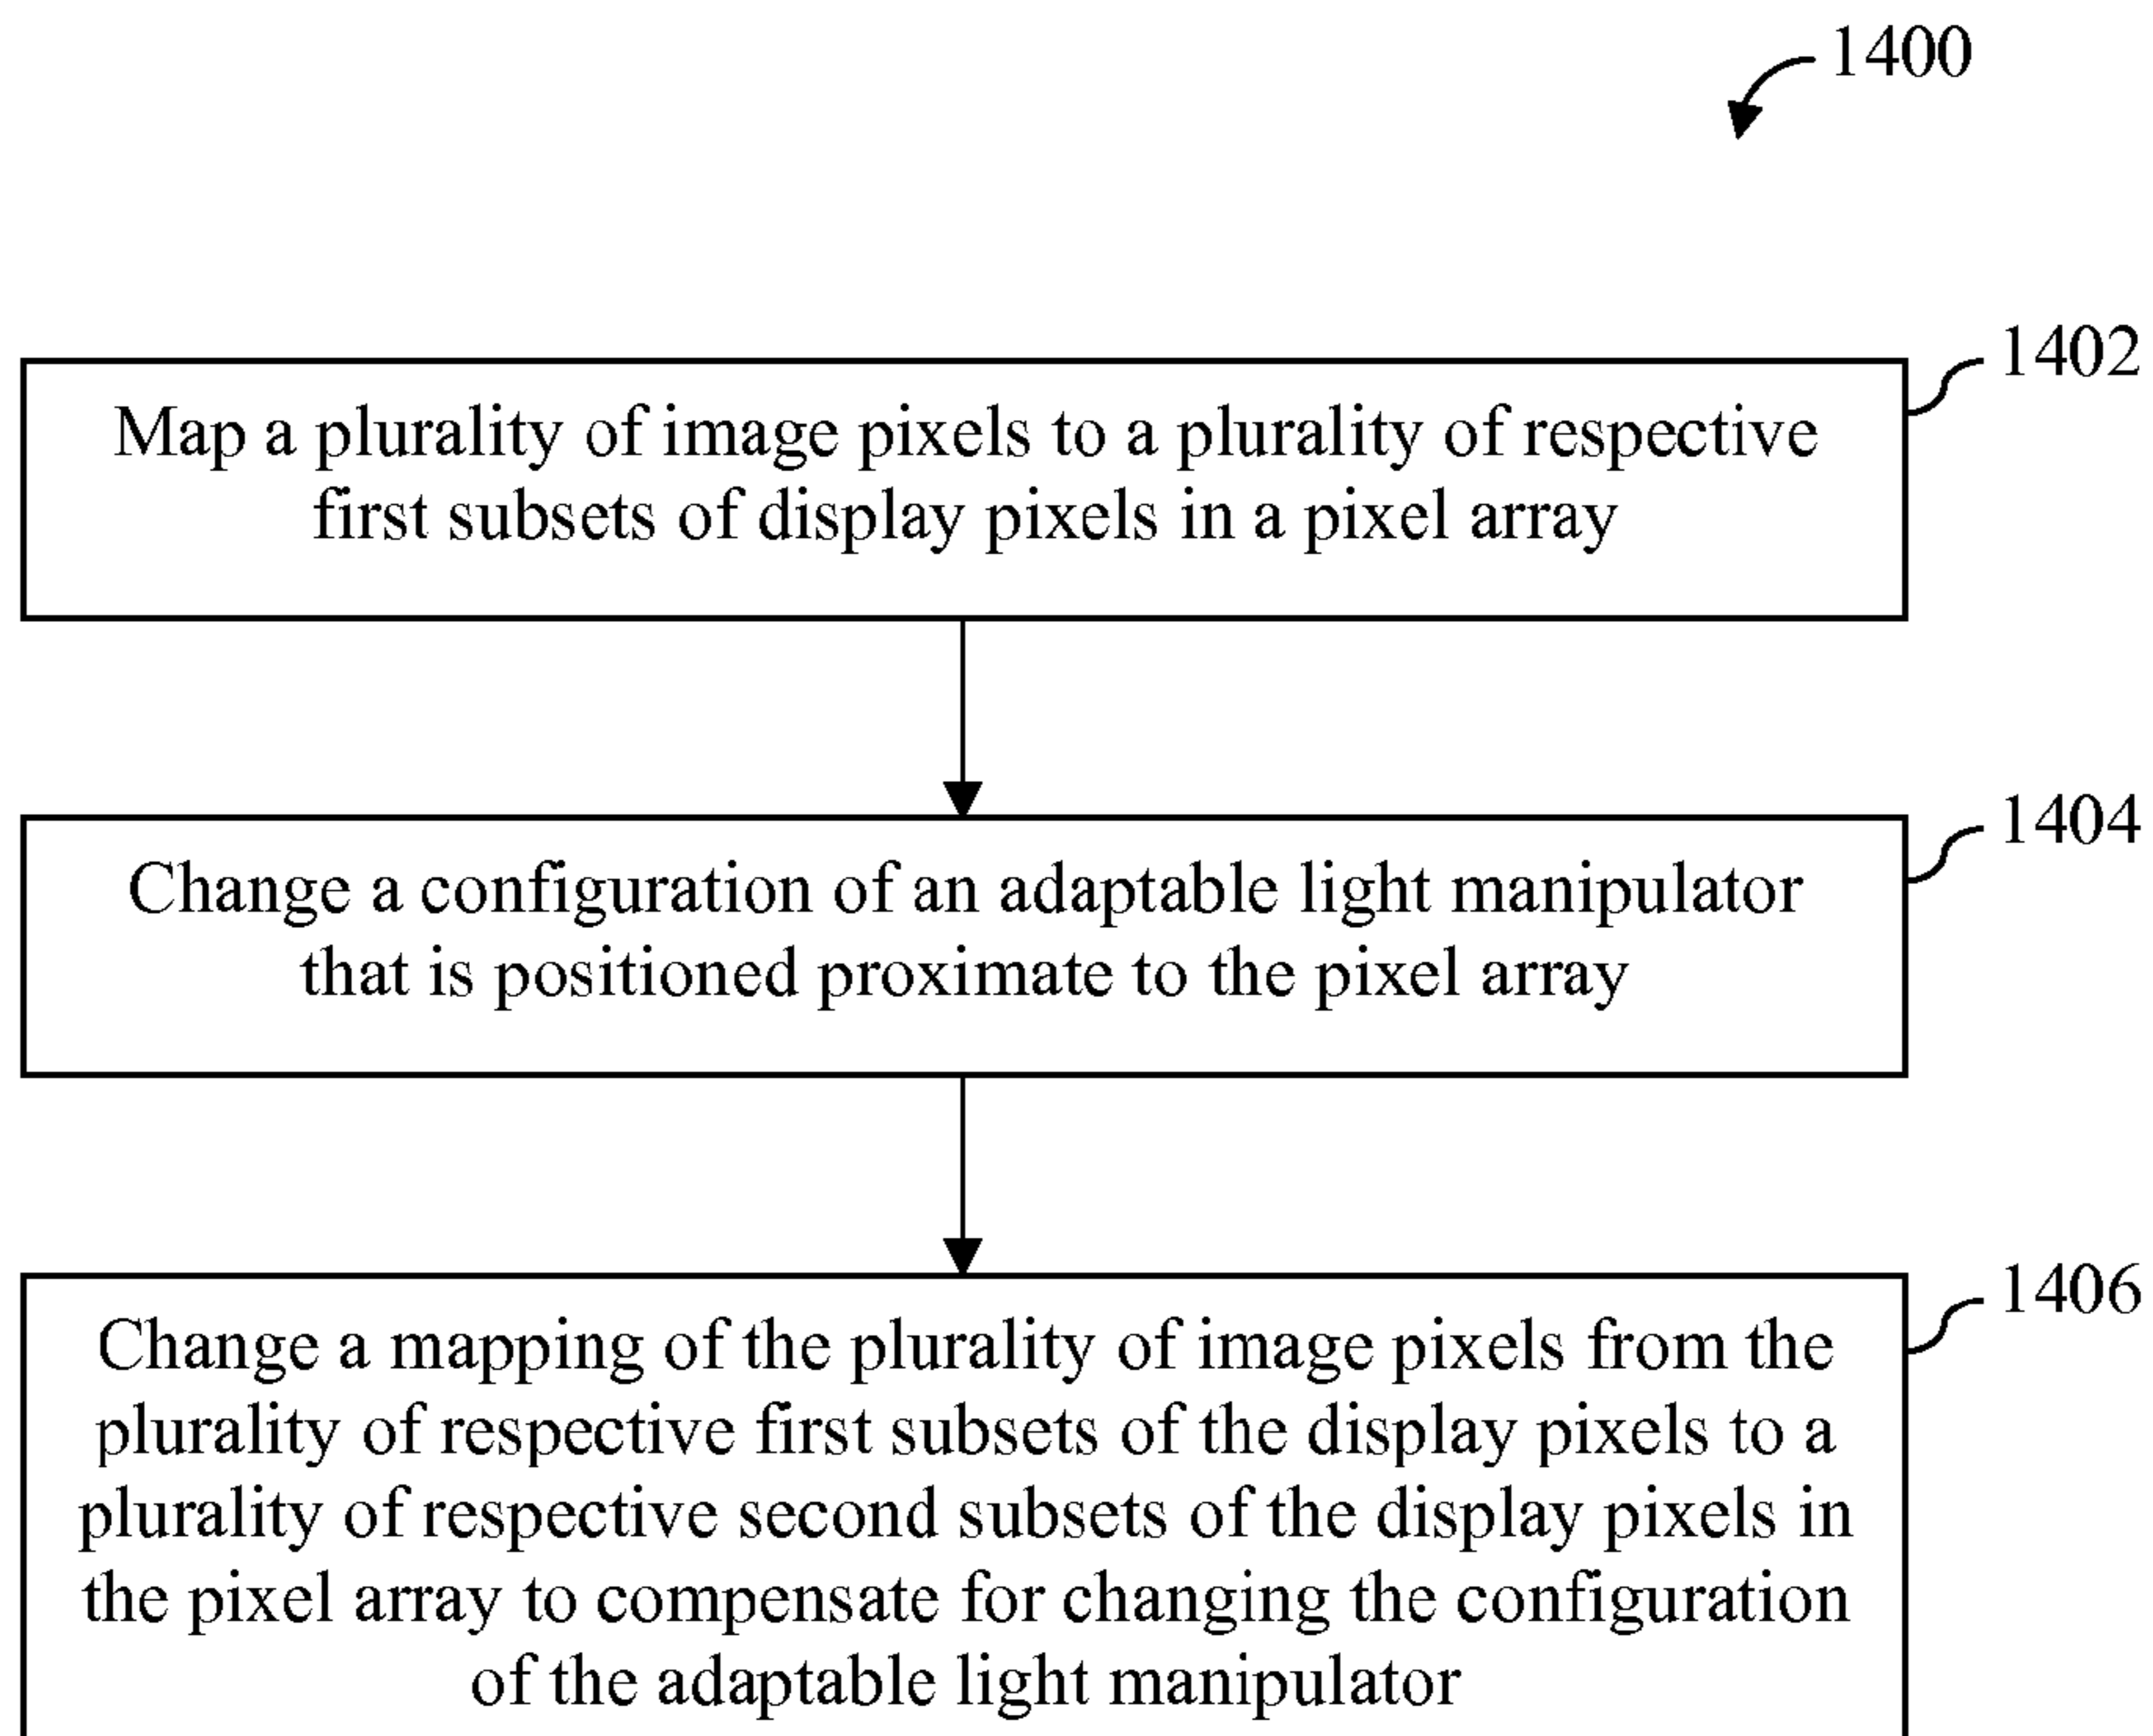 1400
1402
Map a plurality of image pixels to a plurality of respective
first subsets of display pixels in a pixel array
1404
Change a configuration of an adaptable light manipulator
that is positioned proximate to the pixel array
1406
Change a mapping of the plurality of image pixels from the
plurality of respective first subsets of the display pixels to a
plurality of respective second subsets of the display pixels in
the pixel array to compensate for changing the configuration
of the adaptable light manipulator